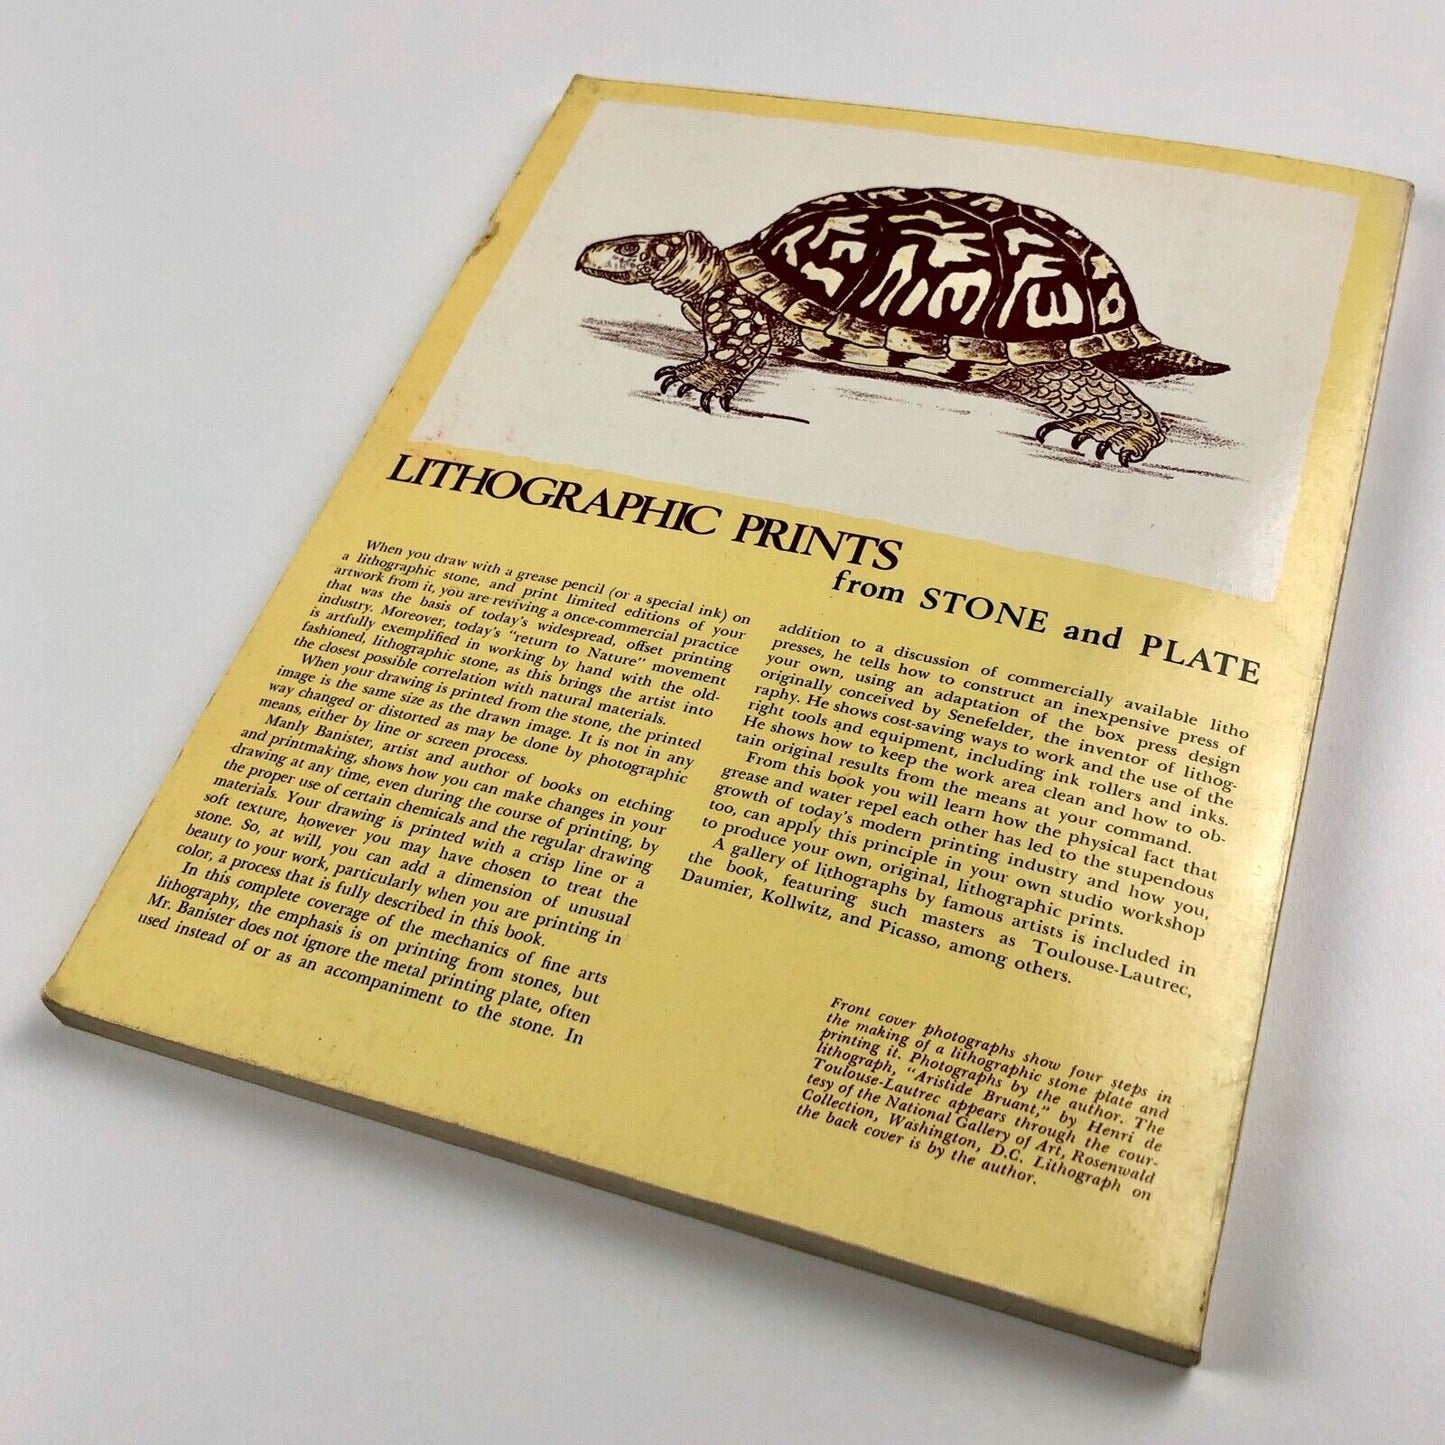 LITHOGRAPHIC PRINTS
from STONE and PLATE
When you draw with a grease pencil (or a special ink) on
a lithographic stone, and print limited editions of your
artwork from it, you are reviving a once-commercial practice
that was the basis of today's widespread, offset printing
industry. Moreover, today's "return to Nature" movement
is artfully exemplified in working by hand with the old-
fashioned, lithographic stone, as this brings the artist into
the closest possible correlation with natural materials.
When your drawing is printed from the stone, the printed
image is the same size as the drawn image. It is not in any
way changed or distorted as may be done by photographic
means, either by line or screen process.
Manly Banister, artist and author of books on etching
and printmaking, shows how you can make changes in your
drawing at any time, even during the course of printing, by
the proper use of certain chemicals and the regular drawing
materials. Your drawing is printed with a crisp line or a
soft texture, however you may have chosen to treat the
stone. So, at will, you can add a dimension of unusual
beauty to your work, particularly when you are printing in
color, a process that is fully described in this book.
In this complete coverage of the mechanics of fine arts
lithography, the emphasis is on printing from stones, but
Mr. Banister does not ignore the metal printing plate, often
used instead of or as an accompaniment to the stone. In
addition to a discussion of commercially available litho
presses, he tells how to construct an inexpensive press of
your own, using an adaptation of the box press design
originally conceived by Senefelder, the inventor of lithog-
raphy. He shows cost-saving ways to work and the use of the
right tools and equipment, including ink rollers and inks.
He shows how to keep the work area clean and how to ob-
tain original results from the means at your command.
From this book you will learn how the physical fact that
grease and water repel each other has led to the stupendous
growth of today's modern printing industry and how you,
too, can apply this principle in your own studio workshop
to produce your own, original, lithographic prints.
A gallery of lithographs by famous artists is included in
the book, featuring such masters as Toulouse-Lautrec,
Daumier, Kollwitz, and Picasso, among others.
Front cover photographs show four steps in
the making of a lithographic stone plate and
printing it. Photographs by the author. The
lithograph, "Aristide Bruant," by Henri de
Toulouse-Lautrec appears through the cour-
tesy of the National Gallery of Art, Rosenwald
Collection, Washington, D.C. Lithograph on
the back cover is by the author.